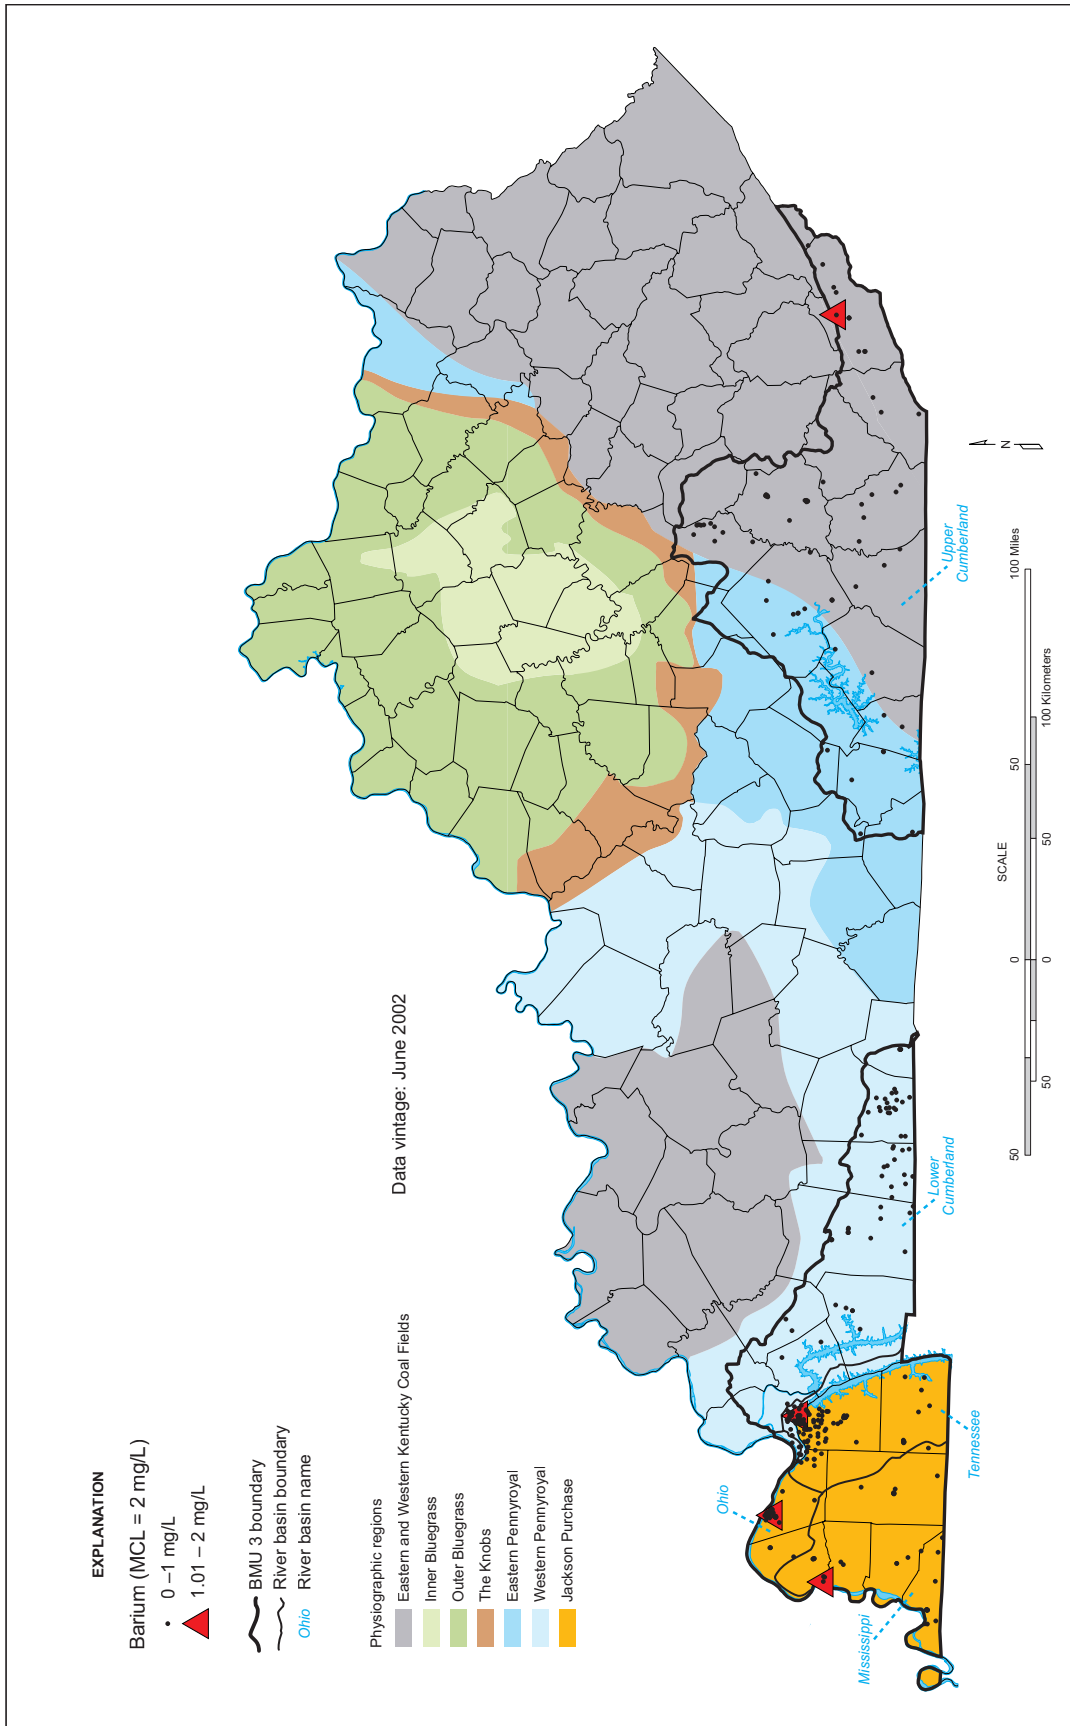 EXPLANATION
Barium (MCL = 2 mg/L)
0 –1 mg/L
1.01 – 2 mg/L
BMU 3 boundary
River basin boundary
Ohio River basin name
Physiographic regions
Eastern and Western Kentucky Coal Fields
Inner Bluegrass
Outer Bluegrass
The Knobs
Eastern Pennyroyal
Western Pennyroyal
Jackson Purchase
Data vintage: June 2002
Ohio
Mississippi
Tennessee
Lower
Cumberland
Upper
Cumberland
N
SCALE
50 0 50 100 Miles
50 0 50 100 Kilometers